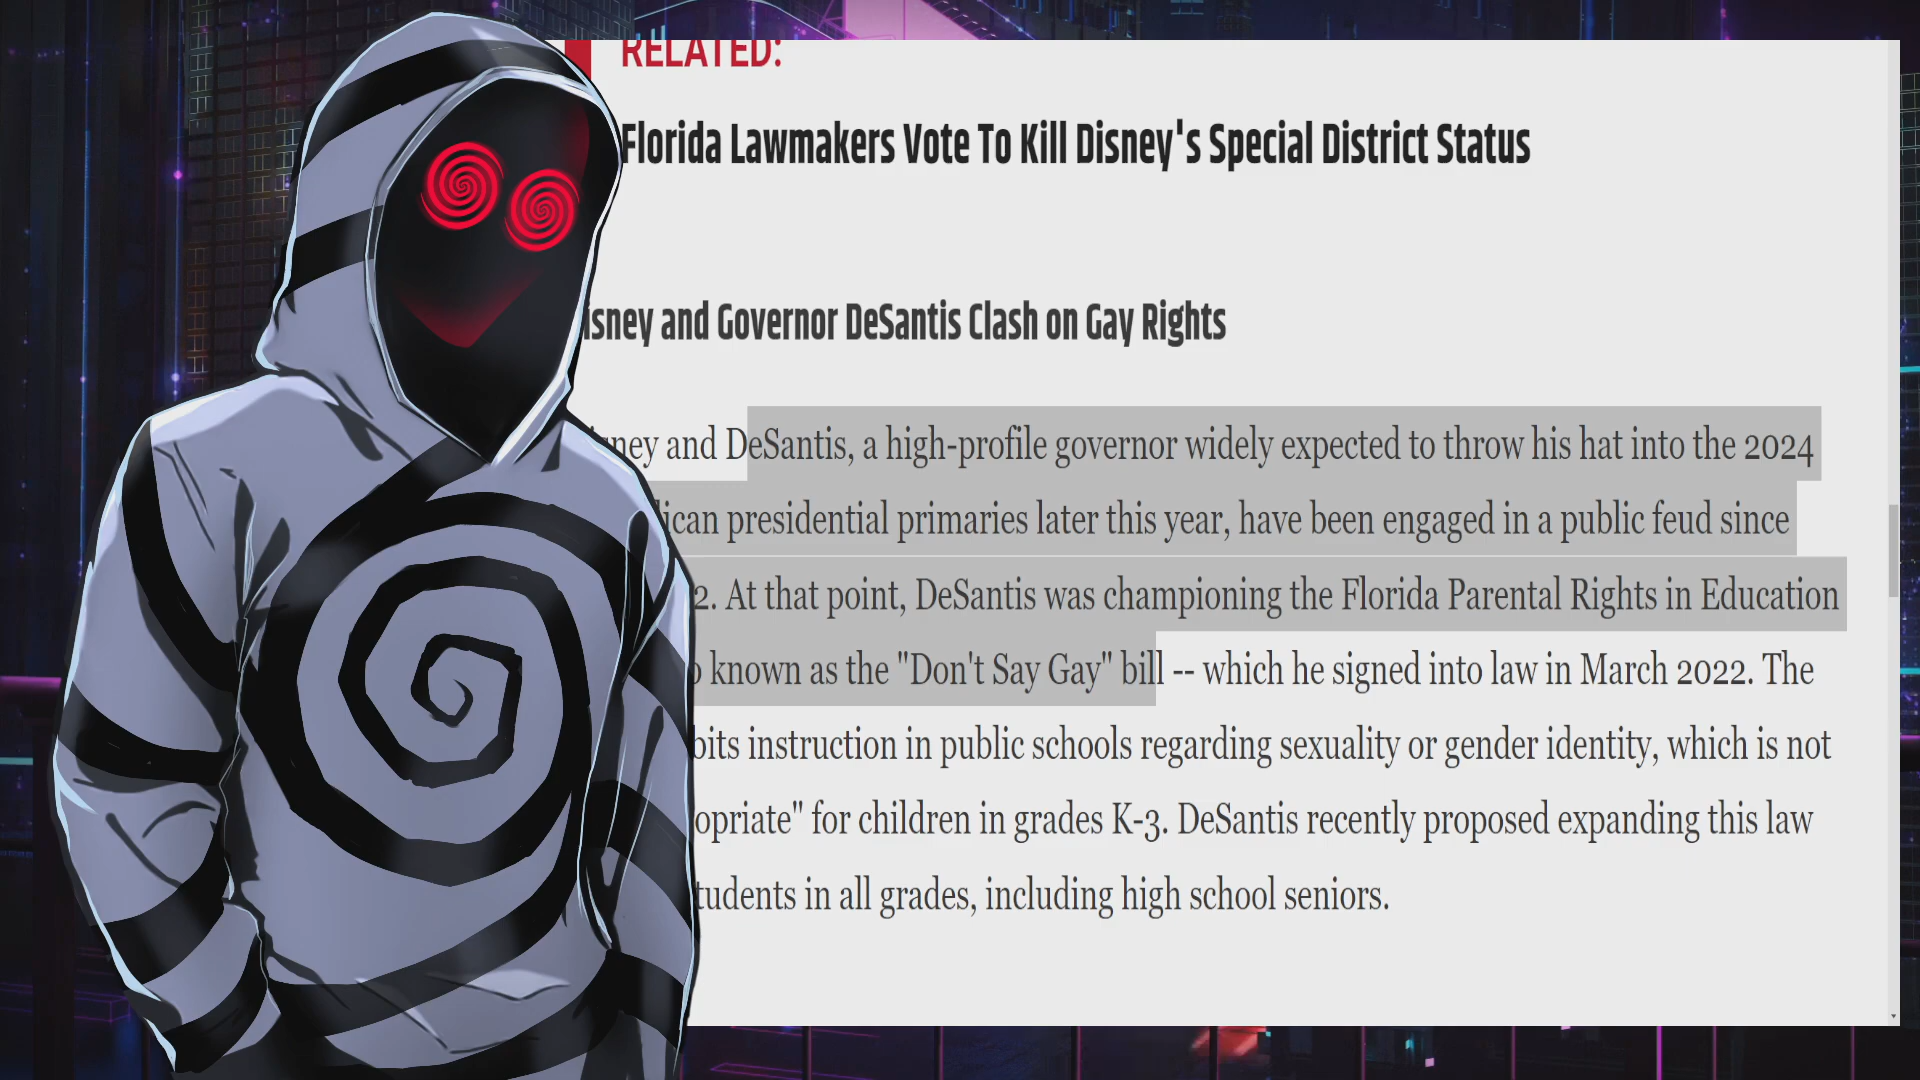 RELATED:
Florida Lawmakers Vote To Kill Disney's Special District Status
isney and Governor DeSantis Clash on Gay Rights
sney and DeSantis, a high-profile governor widely expected to throw his hat into the 2024
lican presidential primaries later this year, have been engaged in a public feud since
2. At that point, DeSantis was championing the Florida Parental Rights in Education
known as the "Don't Say Gay" bill -- which he signed into law in March 2022. The
bits instruction in public schools regarding sexuality or gender identity, which is not
opriate" for children in grades K-3. DeSantis recently proposed expanding this law
tudents in all grades, including high school seniors.